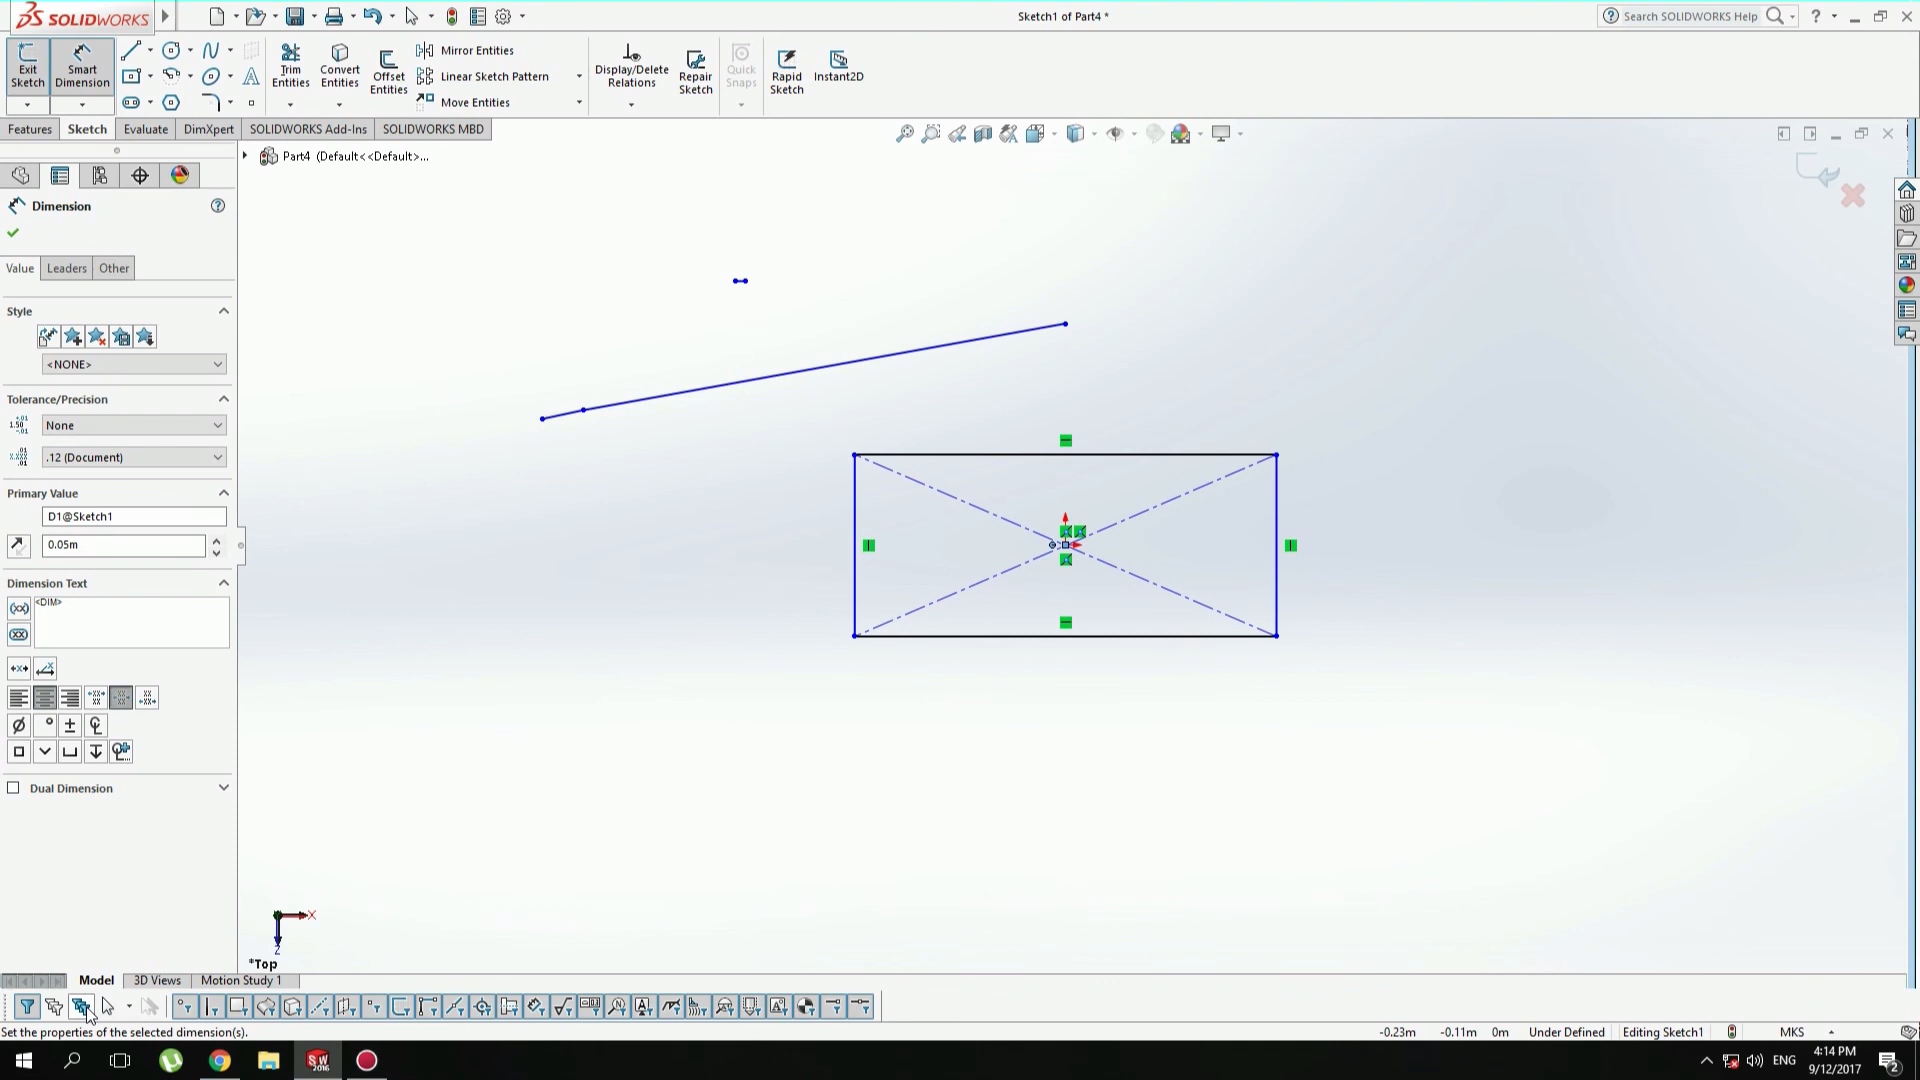 SOLIDWORKS
Sketch1 of Part4 *
Search SOLIDWORKS Help
Exit Sketch
Smart Dimension
Trim Entities
Convert Entities
Offset Entities
Mirror Entities
Linear Sketch Pattern
Move Entities
Display/Delete Relations
Repair Sketch
Quick Snaps
Rapid Sketch
Instant2D
Features
Sketch
Evaluate
DimXpert
SOLIDWORKS Add-Ins
SOLIDWORKS MBD
Part4 (Default<<Default>...
Dimension
Value
Leaders
Other
Style
<NONE>
Tolerance/Precision
None
.12 (Document)
Primary Value
D1@Sketch1
0.05m
Dimension Text
<DIM>
Dual Dimension
X
Z
*Top
Model
3D Views
Motion Study 1
Set the properties of the selected dimension(s).
-0.23m
-0.11m
0m
Under Defined
Editing Sketch1
MKS
SW 2016
ENG
4:14 PM
9/12/2017
2